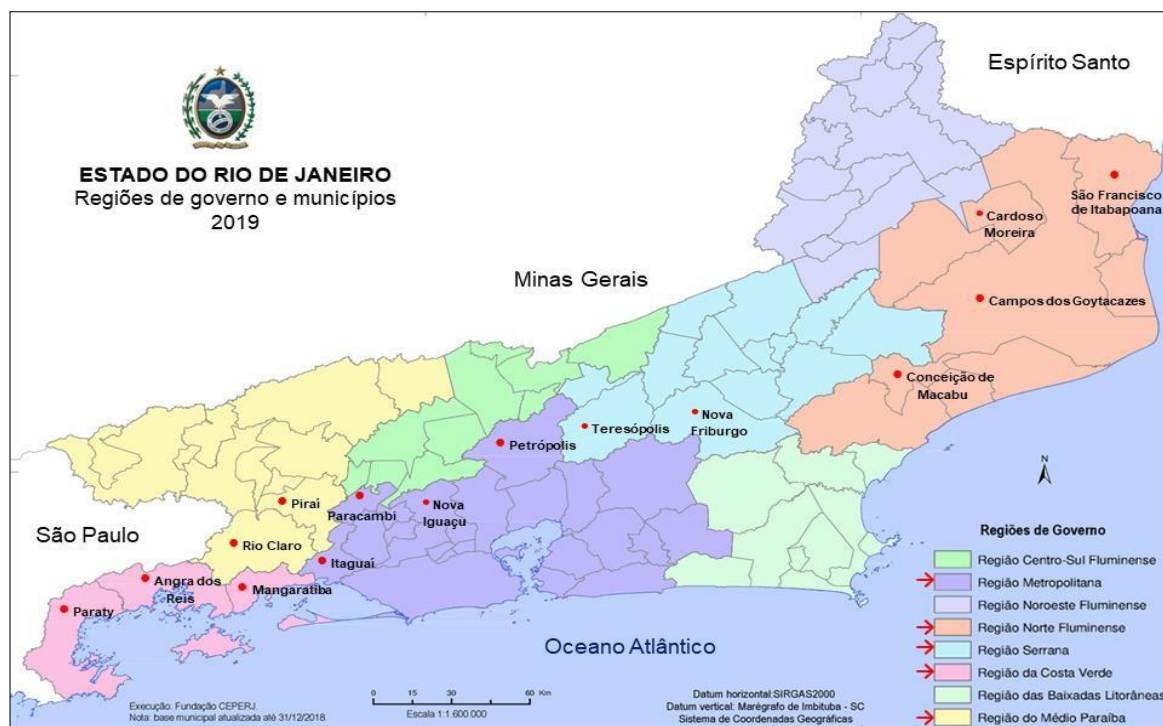 ESTADO DO RIO DE JANEIRO
Regiões de governo e municípios
2019
Espírito Santo
Minas Gerais
São Paulo
Oceano Atlântico
São Francisco
de Itabapoana
Cardoso
Moreira
Campos dos Goytacazes
Conceição de
Macabu
Nova
Friburgo
Teresópolis
Petrópolis
Nova
Iguaçu
Paracambi
Piraí
Rio Claro
Itaguaí
Mangaratiba
Angra dos
Reis
Paraty
N
Regiões de Governo
Região Centro-Sul Fluminense
Região Metropolitana
Região Noroeste Fluminense
Região Norte Fluminense
Região Serrana
Região da Costa Verde
Região das Baixadas Litorâneas
Região do Médio Paraíba
Execução: Fundação CEPERJ.
Nota: base municipal atualizada até 31/12/2018.
0 15 30 60 Km
Escala 1:1.600.000
Datum horizontal:SIRGAS2000
Datum vertical: Marégrafo de Imbituba - SC
Sistema de Coordenadas Geográficas